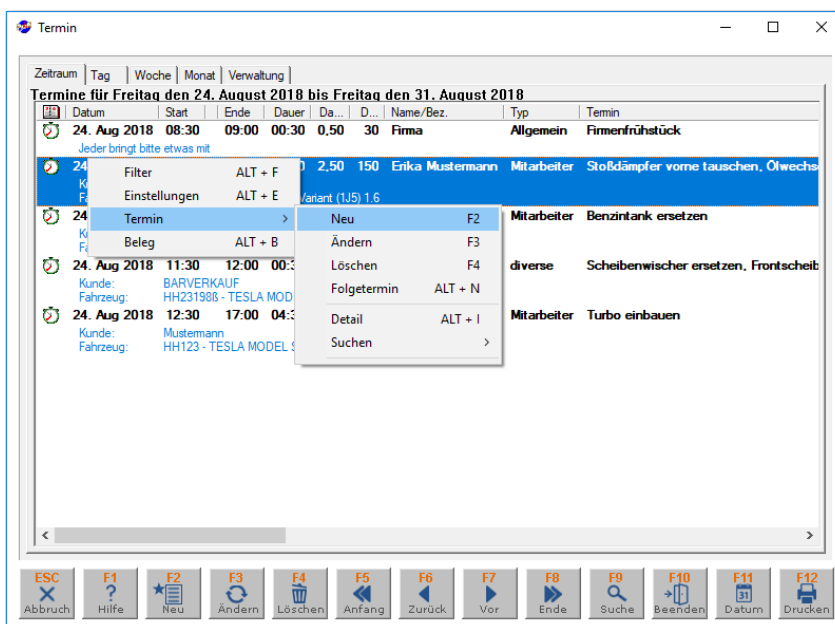 Termin
Zeitraum Tag Woche Monat Verwaltung
Termine für Freitag den 24. August 2018 bis Freitag den 31. August 2018
Datum Start Ende Dauer Da... D... Name/Bez. Typ Termin
24. Aug 2018 08:30 09:00 00:30 0,50 30 Firma Allgemein Firmenfrühstück
Jeder bringt bitte etwas mit
24 2,50 150 Erika Mustermann Mitarbeiter Stoßdämpfer vorne tauschen, Ölwechs
Variant (1J5) 1.6
24 Mitarbeiter Benzintank ersetzen
24. Aug 2018 11:30 12:00 00:3 diverse Scheibenwischer ersetzen, Frontscheib
Kunde: BARVERKAUF
Fahrzeug: HH23198ß - TESLA MOD
24. Aug 2018 12:30 17:00 04:3 Mitarbeiter Turbo einbauen
Kunde: Mustermann
Fahrzeug: HH123 - TESLA MODEL S
Filter ALT + F
Einstellungen ALT + E
Termin >
Beleg ALT + B
Neu F2
Ändern F3
Löschen F4
Folgetermin ALT + N
Detail ALT + I
Suchen >
ESC F1 F2 F3 F4 F5 F6 F7 F8 F9 F10 F11 F12
31
Abbruch Hilfe Neu Ändern Löschen Anfang Zurück Vor Ende Suche Beenden Datum Drucken